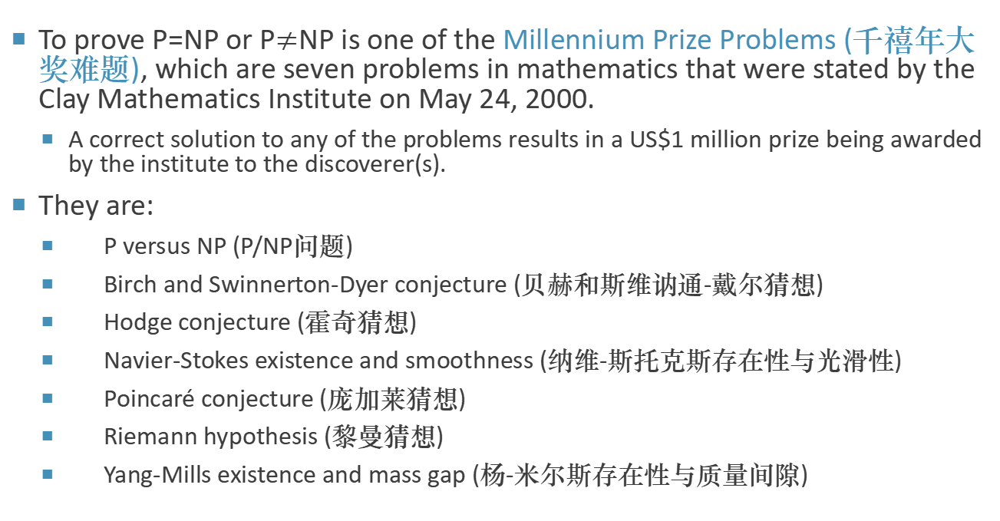 To prove P=NP or P≠NP is one of the Millennium Prize Problems (千禧年大
奖难题), which are seven problems in mathematics that were stated by the
Clay Mathematics Institute on May 24, 2000.
A correct solution to any of the problems results in a US$1 million prize being awarded
by the institute to the discoverer(s).
They are:
P versus NP (P/NP问题)
Birch and Swinnerton-Dyer conjecture (贝赫和斯维讷通-戴尔猜想)
Hodge conjecture (霍奇猜想)
Navier-Stokes existence and smoothness (纳维-斯托克斯存在性与光滑性)
Poincaré conjecture (庞加莱猜想)
Riemann hypothesis (黎曼猜想)
Yang-Mills existence and mass gap (杨-米尔斯存在性与质量间隙)